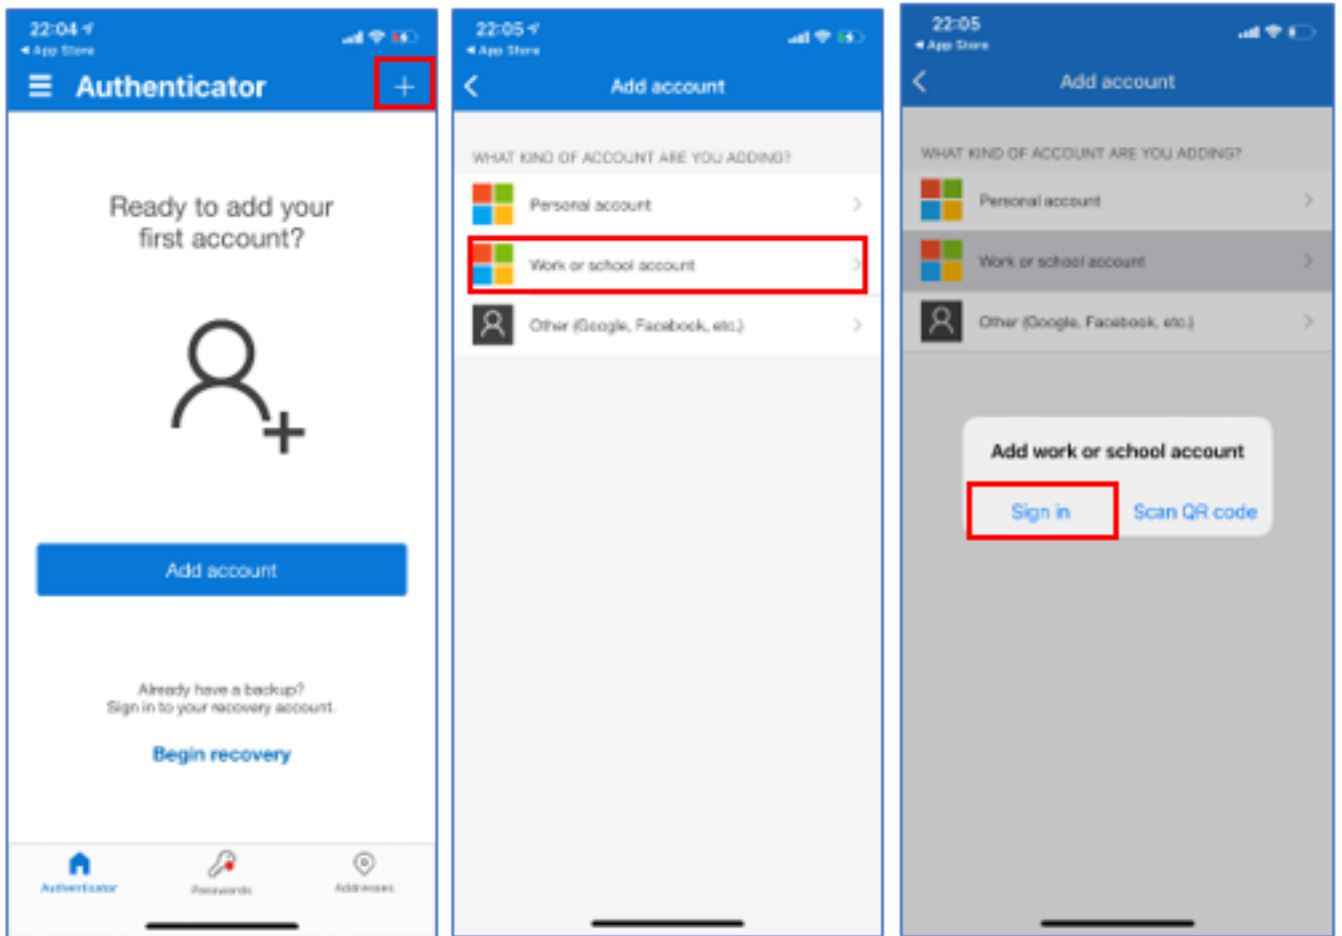 22:04
App Store
Authenticator
Ready to add your
first account?
Add account
Already have a backup?
Sign in to your recovery account.
Begin recovery
Authenticator
Passwords
Addresses
22:05
App Store
Add account
WHAT KIND OF ACCOUNT ARE YOU ADDING?
Personal account
Work or school account
Other (Google, Facebook, etc.)
22:05
App Store
Add account
WHAT KIND OF ACCOUNT ARE YOU ADDING?
Personal account
Work or school account
Other (Google, Facebook, etc.)
Add work or school account
Sign in
Scan QR code